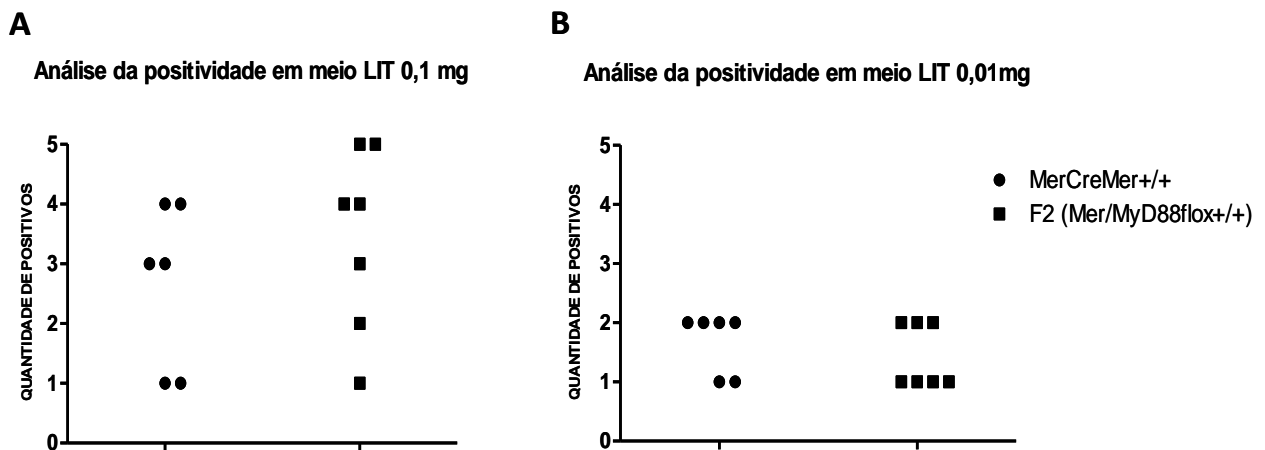 A
Análise da positividade em meio LIT 0,1 mg
QUANTIDADE DE POSITIVOS
5
4
3
2
1
0
B
Análise da positividade em meio LIT 0,01mg
QUANTIDADE DE POSITIVOS
5
4
3
2
1
0
MerCreMer+/+
F2 (Mer/MyD88flox+/+)